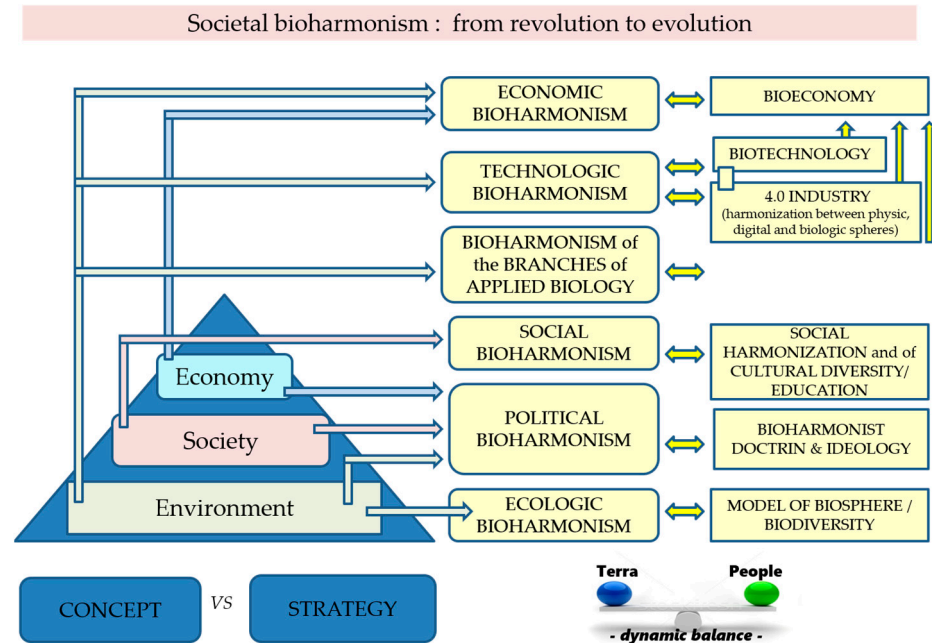 Societal bioharmonism : from revolution to evolution
ECONOMIC
BIOHARMONISM
BIOECONOMY
TECHNOLOGIC
BIOHARMONISM
BIOTECHNOLOGY
4.0 INDUSTRY
(harmonization between physic,
digital and biologic spheres)
BIOHARMONISM of
the BRANCHES of
APPLIED BIOLOGY
SOCIAL
BIOHARMONISM
SOCIAL
HARMONIZATION and of
CULTURAL DIVERSITY/
EDUCATION
Economy
Society
POLITICAL
BIOHARMONISM
BIOHARMONIST
DOCTRIN & IDEOLOGY
Environment
ECOLOGIC
BIOHARMONISM
MODEL OF BIOSPHERE /
BIODIVERSITY
CONCEPT
VS
STRATEGY
Terra
People
- dynamic balance -